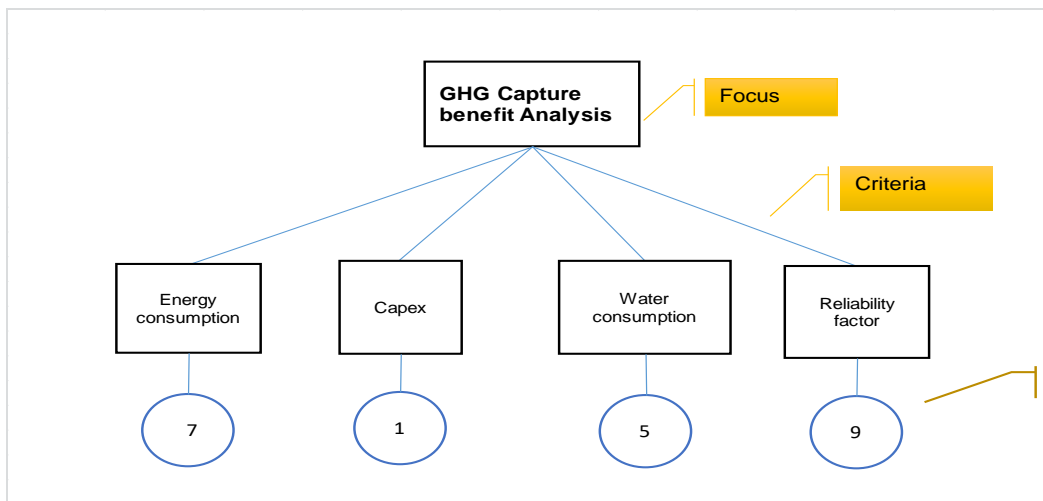 GHG Capture
benefit Analysis
Focus
Criteria
Energy
consumption
Capex
Water
consumption
Reliability
factor
7
1
5
9